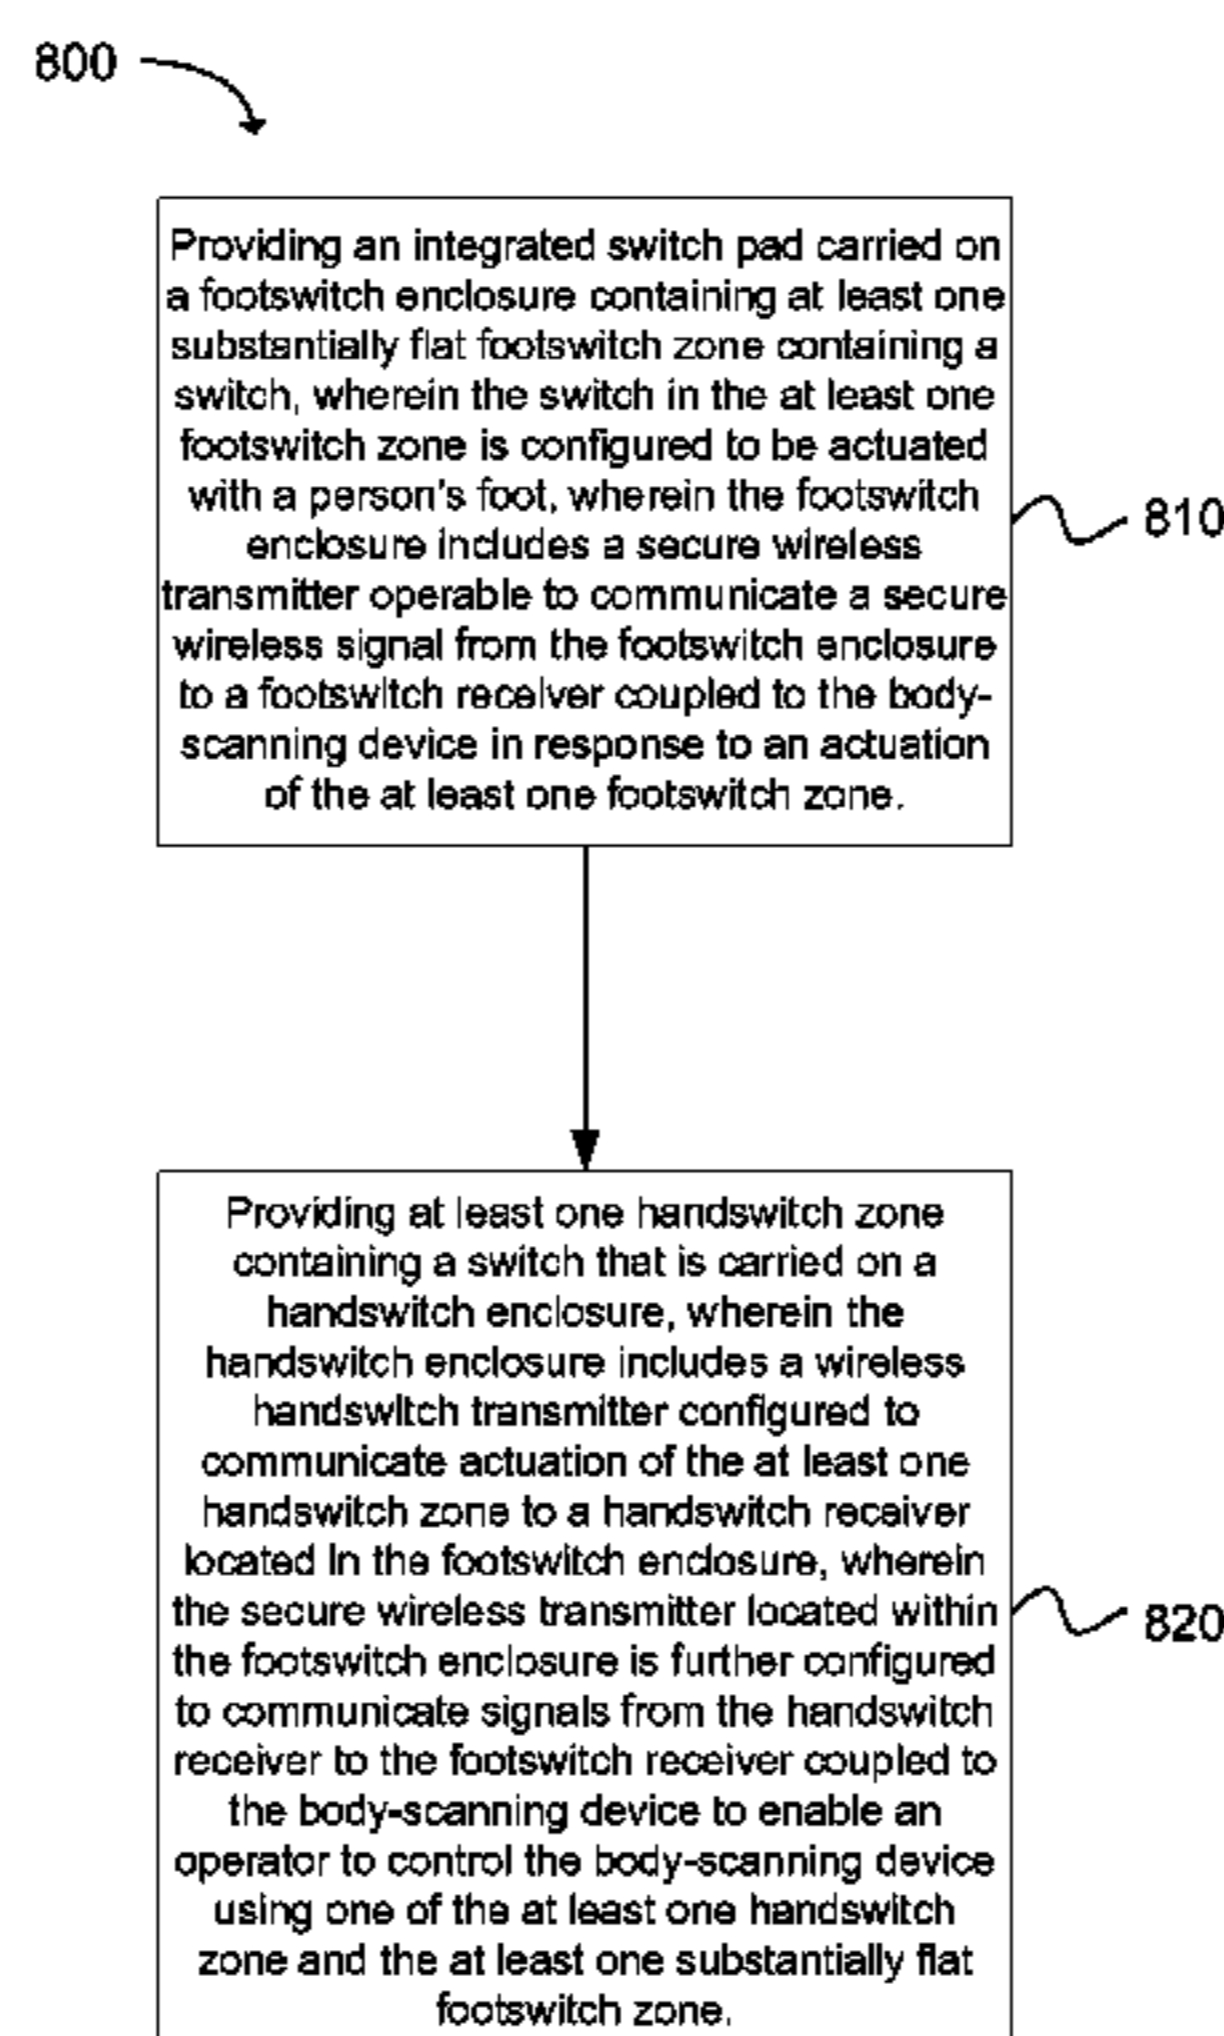 800
Providing an integrated switch pad carried on
a footswitch enclosure containing at least one
substantially flat footswitch zone containing a
switch, wherein the switch in the at least one
footswitch zone is configured to be actuated
with a person's foot, wherein the footswitch
enclosure includes a secure wireless
transmitter operable to communicate a secure
wireless signal from the footswitch enclosure
to a footswitch receiver coupled to the body-
scanning device in response to an actuation
of the at least one footswitch zone.
810
Providing at least one handswitch zone
containing a switch that is carried on a
handswitch enclosure, wherein the
handswitch enclosure includes a wireless
handswitch transmitter configured to
communicate actuation of the at least one
handswitch zone to a handswitch receiver
located in the footswitch enclosure, wherein
the secure wireless transmitter located within
the footswitch enclosure is further configured
to communicate signals from the handswitch
receiver to the footswitch receiver coupled to
the body-scanning device to enable an
operator to control the body-scanning device
using one of the at least one handswitch
zone and the at least one substantially flat
footswitch zone.
820